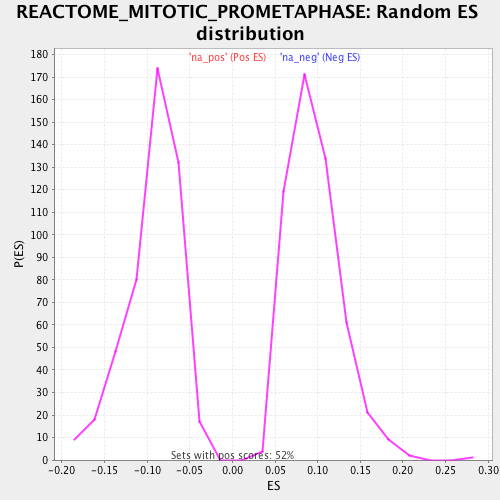 REACTOME_MITOTIC_PROMETAPHASE: Random ES
distribution
'na_pos' (Pos ES) 'na_neg' (Neg ES)
180
170
160
150
140
130
120
110
100
90
80
70
60
50
40
30
20
10
0
P(ES)
Sets with pos scores: 52%
-0.20 -0.15 -0.10 -0.05 0.00 0.05 0.10 0.15 0.20 0.25 0.30
ES